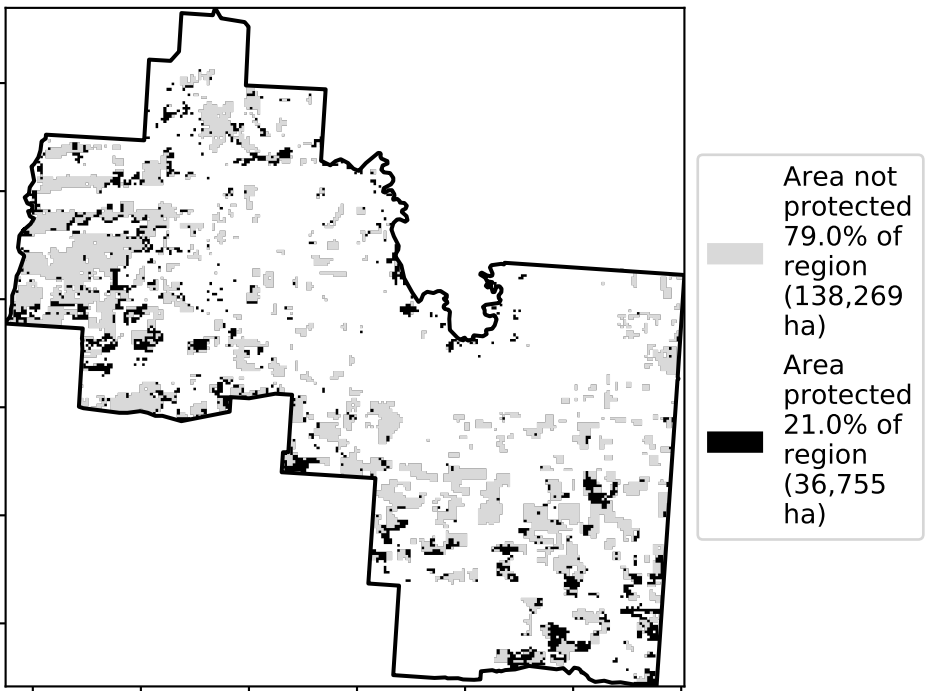 Area not
protected
79.0% of
region
(138,269
ha)
Area
protected
21.0% of
region
(36,755
ha)